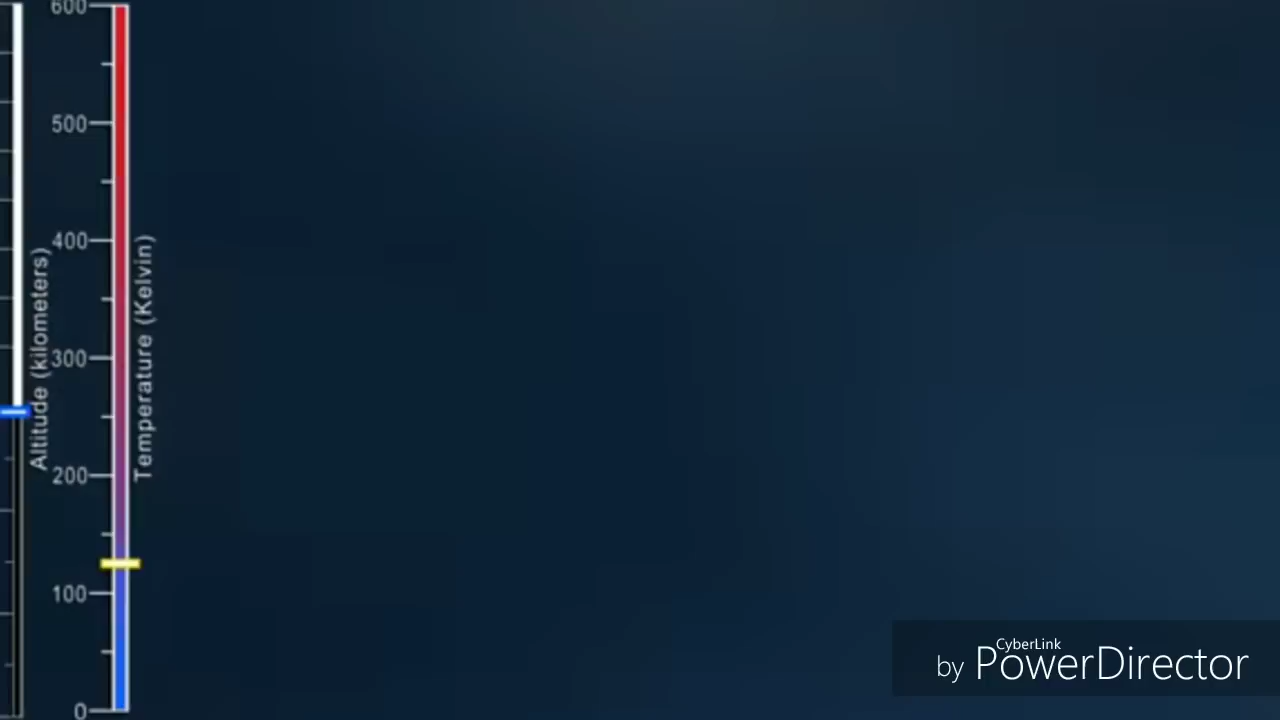 600
500
400
300
200
100
0
Altitude (kilometers)
Temperature (Kelvin)
CyberLink
by PowerDirector